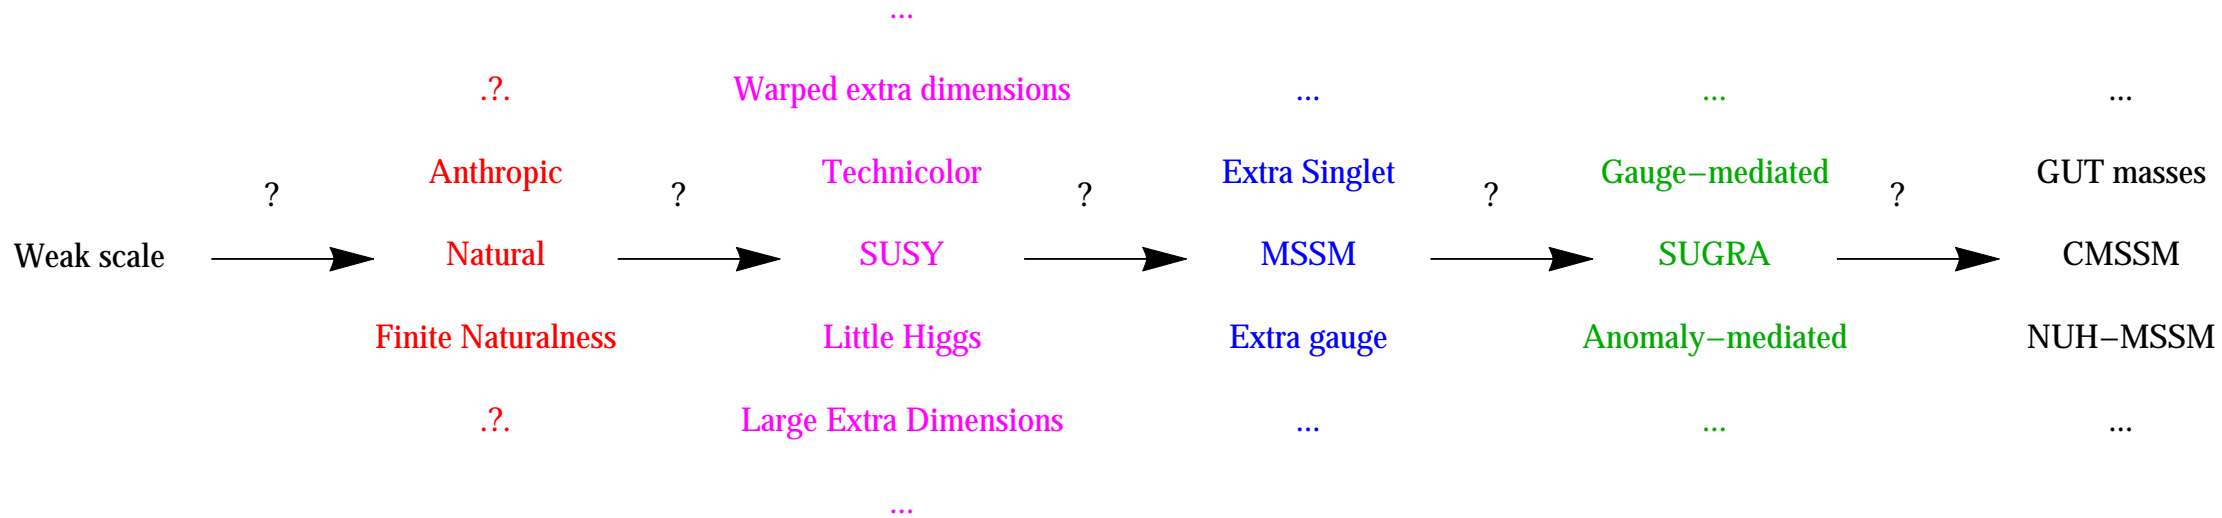 ...
.?.
Warped extra dimensions
...
...
...
Anthropic
Technicolor
Extra Singlet
Gauge−mediated
GUT masses
?
?
?
?
?
Weak scale
Natural
SUSY
MSSM
SUGRA
CMSSM
Finite Naturalness
Little Higgs
Extra gauge
Anomaly−mediated
NUH−MSSM
.?.
Large Extra Dimensions
...
...
...
...